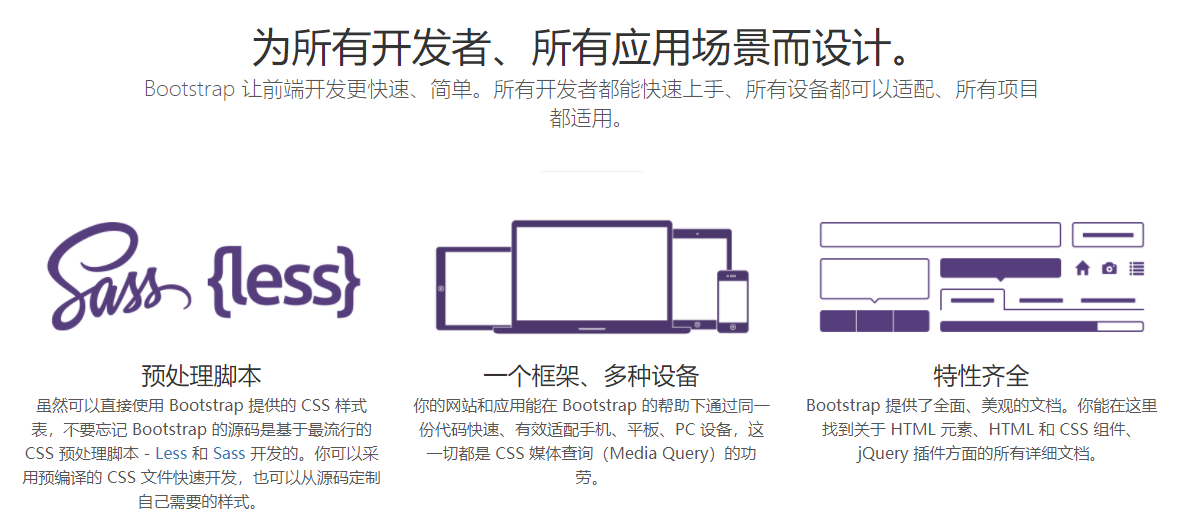 为所有开发者、所有应用场景而设计。
Bootstrap 让前端开发更快速、简单。所有开发者都能快速上手、所有设备都可以适配、所有项目
都适用。
Sass {less}
预处理脚本
虽然可以直接使用 Bootstrap 提供的 CSS 样式
表，不要忘记 Bootstrap 的源码是基于最流行的
CSS 预处理脚本 - Less 和 Sass 开发的。你可以采
用预编译的 CSS 文件快速开发，也可以从源码定制
自己需要的样式。
一个框架、多种设备
你的网站和应用能在 Bootstrap 的帮助下通过同一
份代码快速、有效适配手机、平板、PC 设备，这
一切都是 CSS 媒体查询（Media Query）的功
劳。
特性齐全
Bootstrap 提供了全面、美观的文档。你能在这里
找到关于 HTML 元素、HTML 和 CSS 组件、
jQuery 插件方面的所有详细文档。